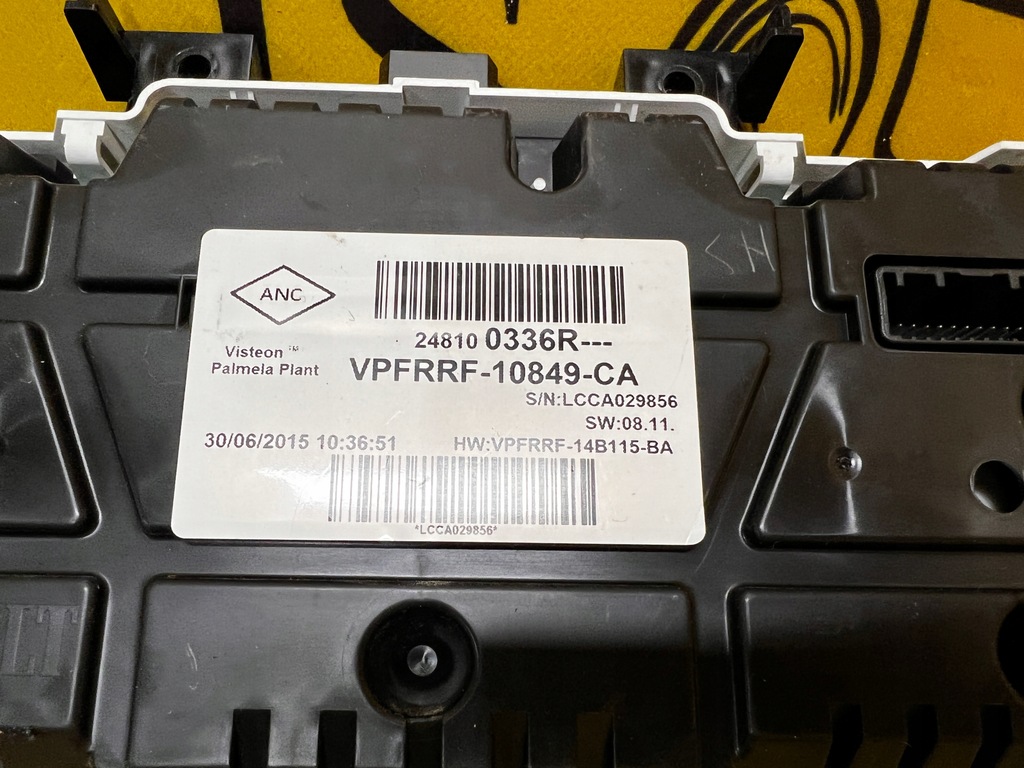 ANC
24810 0336R---
Visteon ™
Palmela Plant
VPFRRF-10849-CA
S/N:LCCA029856
SW:08.11.
30/06/2015 10:36:51
HW:VPFRRF-14B115-BA
*LCCA029856*